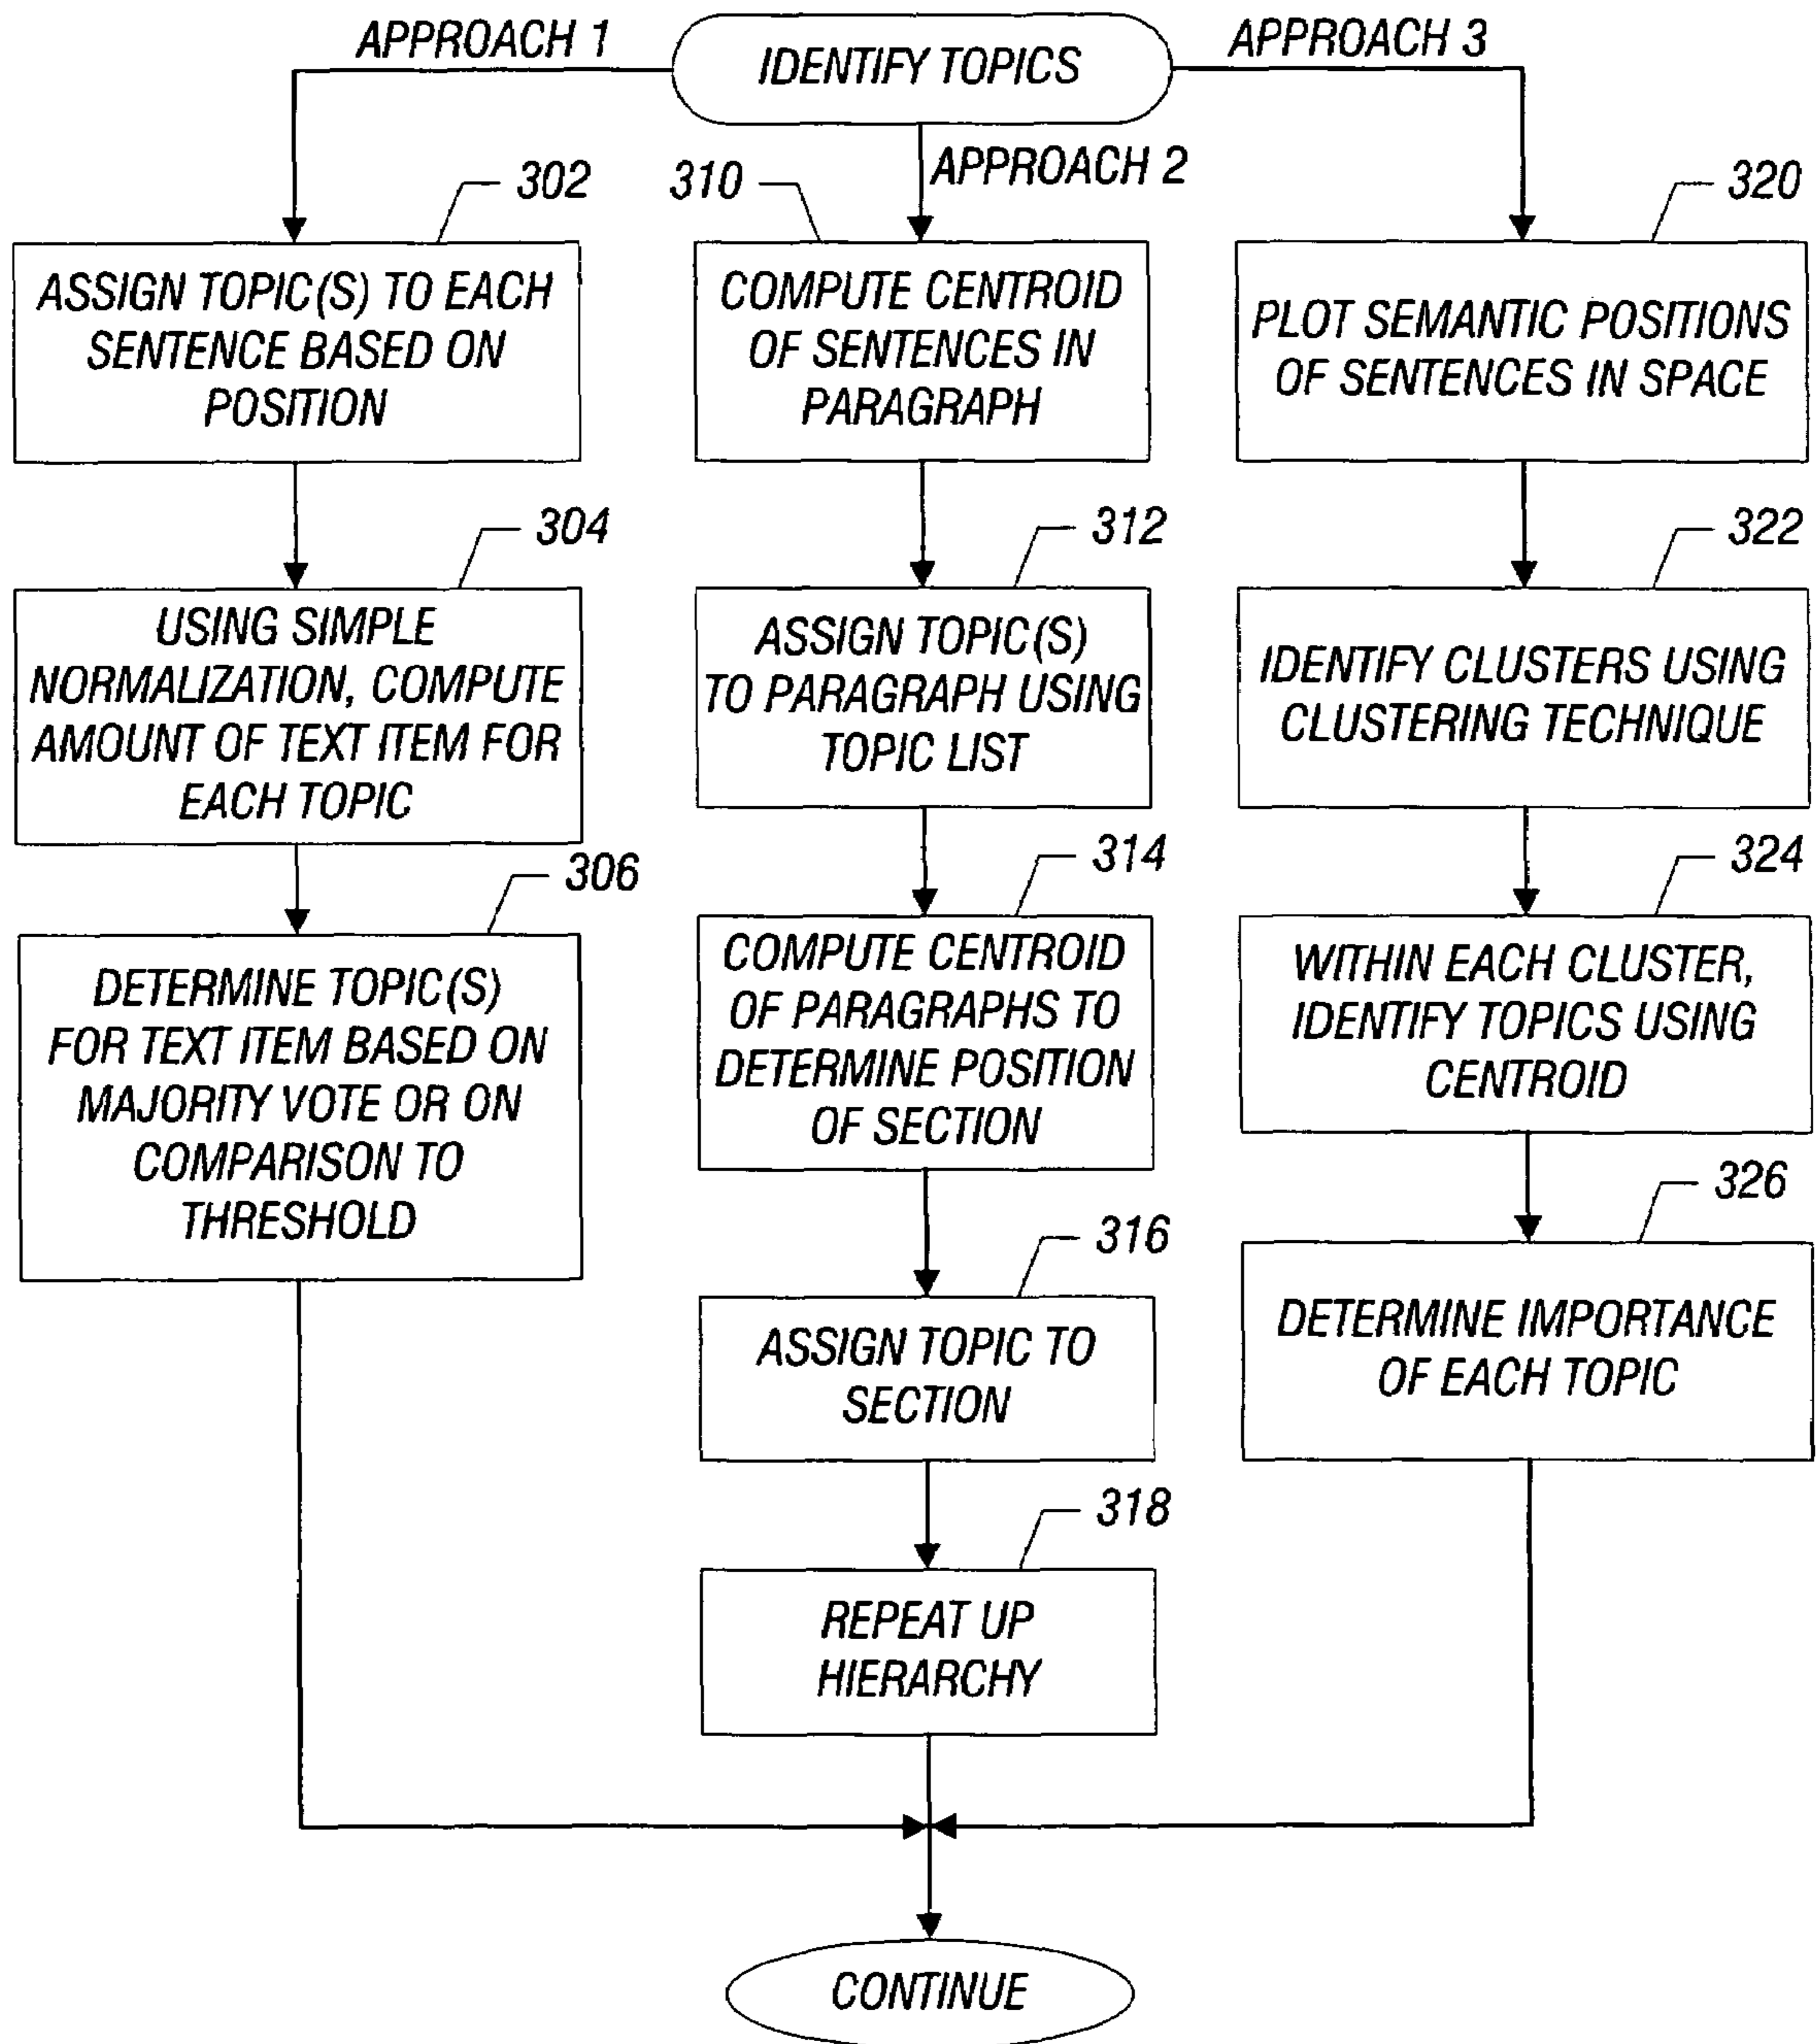 IDENTIFY TOPICS
APPROACH 1
302
ASSIGN TOPIC(S) TO EACH
SENTENCE BASED ON
POSITION
304
USING SIMPLE
NORMALIZATION, COMPUTE
AMOUNT OF TEXT ITEM FOR
EACH TOPIC
306
DETERMINE TOPIC(S)
FOR TEXT ITEM BASED ON
MAJORITY VOTE OR ON
COMPARISON TO
THRESHOLD
APPROACH 2
310
COMPUTE CENTROID
OF SENTENCES IN
PARAGRAPH
312
ASSIGN TOPIC(S)
TO PARAGRAPH USING
TOPIC LIST
314
COMPUTE CENTROID
OF PARAGRAPHS TO
DETERMINE POSITION
OF SECTION
316
ASSIGN TOPIC TO
SECTION
318
REPEAT UP
HIERARCHY
APPROACH 3
320
PLOT SEMANTIC POSITIONS
OF SENTENCES IN SPACE
322
IDENTIFY CLUSTERS USING
CLUSTERING TECHNIQUE
324
WITHIN EACH CLUSTER,
IDENTIFY TOPICS USING
CENTROID
326
DETERMINE IMPORTANCE
OF EACH TOPIC
CONTINUE